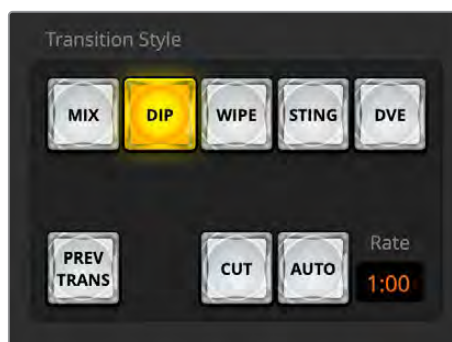 Transition Style
MIX DIP WIPE STING DVE
Rate
PREV TRANS CUT AUTO 1:00